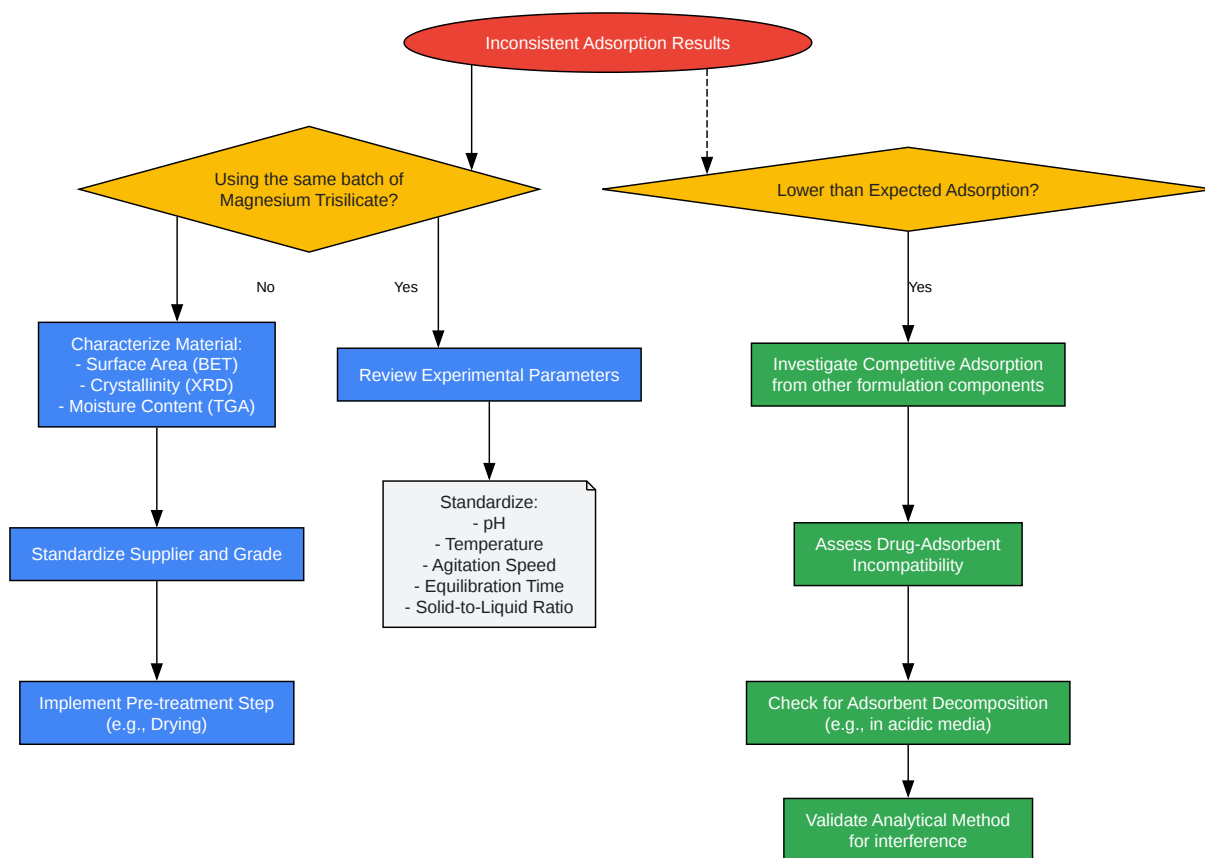 Inconsistent Adsorption Results
Using the same batch of
Magnesium Trisilicate?
Lower than Expected Adsorption?
No
Yes
Yes
Characterize Material:
- Surface Area (BET)
- Crystallinity (XRD)
- Moisture Content (TGA)
Review Experimental Parameters
Investigate Competitive Adsorption
from other formulation components
Standardize Supplier and Grade
Standardize:
- pH
- Temperature
- Agitation Speed
- Equilibration Time
- Solid-to-Liquid Ratio
Assess Drug-Adsorbent
Incompatibility
Implement Pre-treatment Step
(e.g., Drying)
Check for Adsorbent Decomposition
(e.g., in acidic media)
Validate Analytical Method
for interference